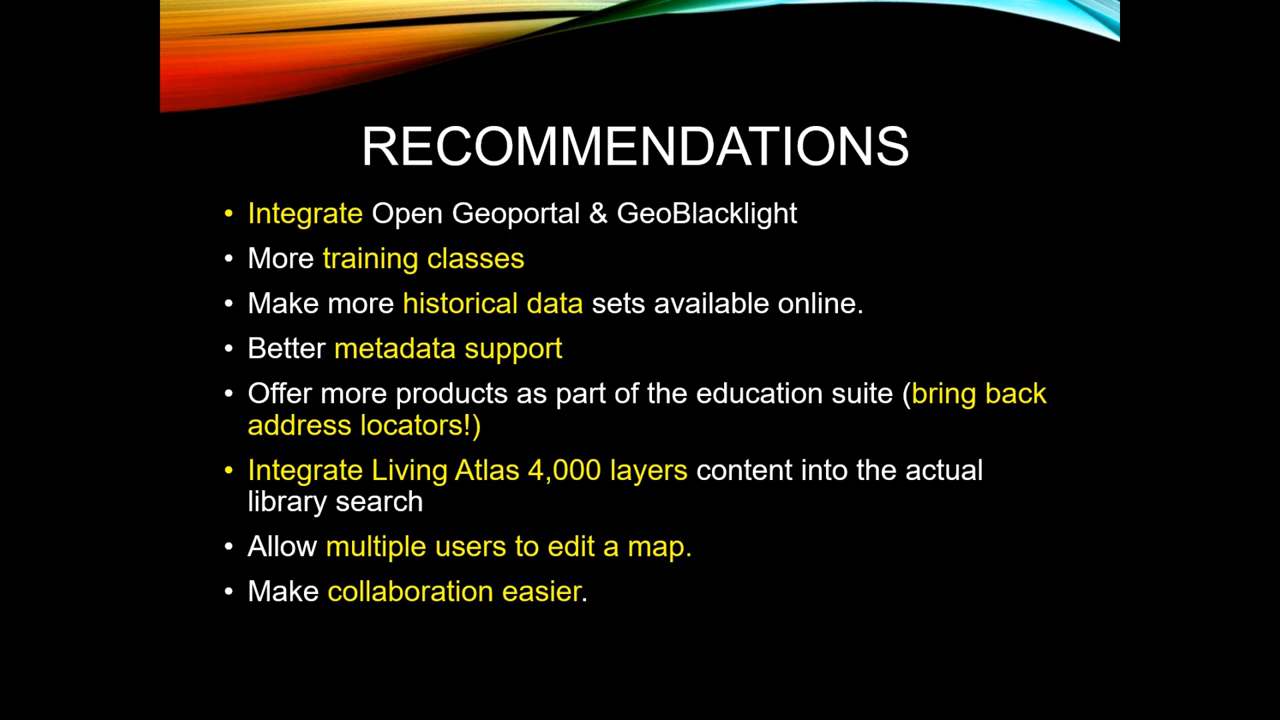 RECOMMENDATIONS
• Integrate Open Geoportal & GeoBlacklight
• More training classes
• Make more historical data sets available online.
• Better metadata support
• Offer more products as part of the education suite (bring back
address locators!)
• Integrate Living Atlas 4,000 layers content into the actual
library search
• Allow multiple users to edit a map.
• Make collaboration easier.